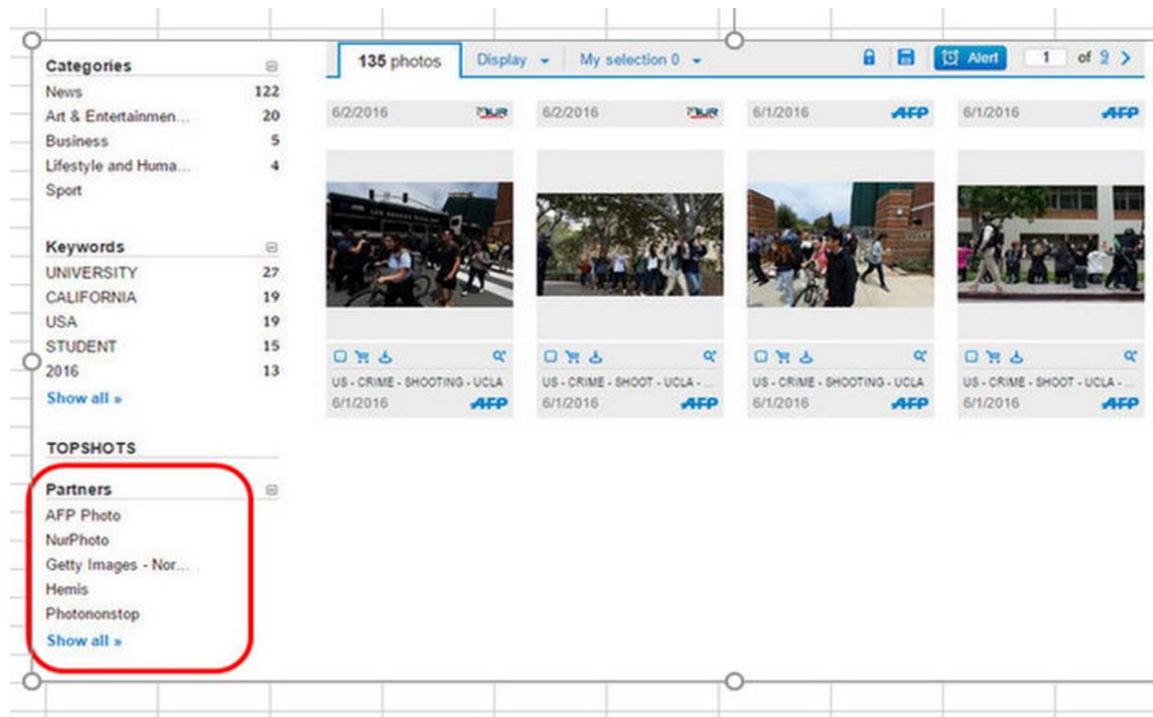 Categories
News 122
Art & Entertainmen... 20
Business 5
Lifestyle and Huma... 4
Sport
Keywords
UNIVERSITY 27
CALIFORNIA 19
USA 19
STUDENT 15
2016 13
Show all »
TOPSHOTS
Partners
AFP Photo
NurPhoto
Getty Images - Nor...
Hemis
Photononstop
Show all »
135 photos Display My selection 0 Alert 1 of 9 >
6/2/2016 6/2/2016 6/1/2016 AFP 6/1/2016 AFP
US - CRIME - SHOOTING - UCLA US - CRIME - SHOOT - UCLA - ... US - CRIME - SHOOTING - UCLA US - CRIME - SHOOT - UCLA - ...
6/1/2016 AFP 6/1/2016 AFP 6/1/2016 AFP 6/1/2016 AFP